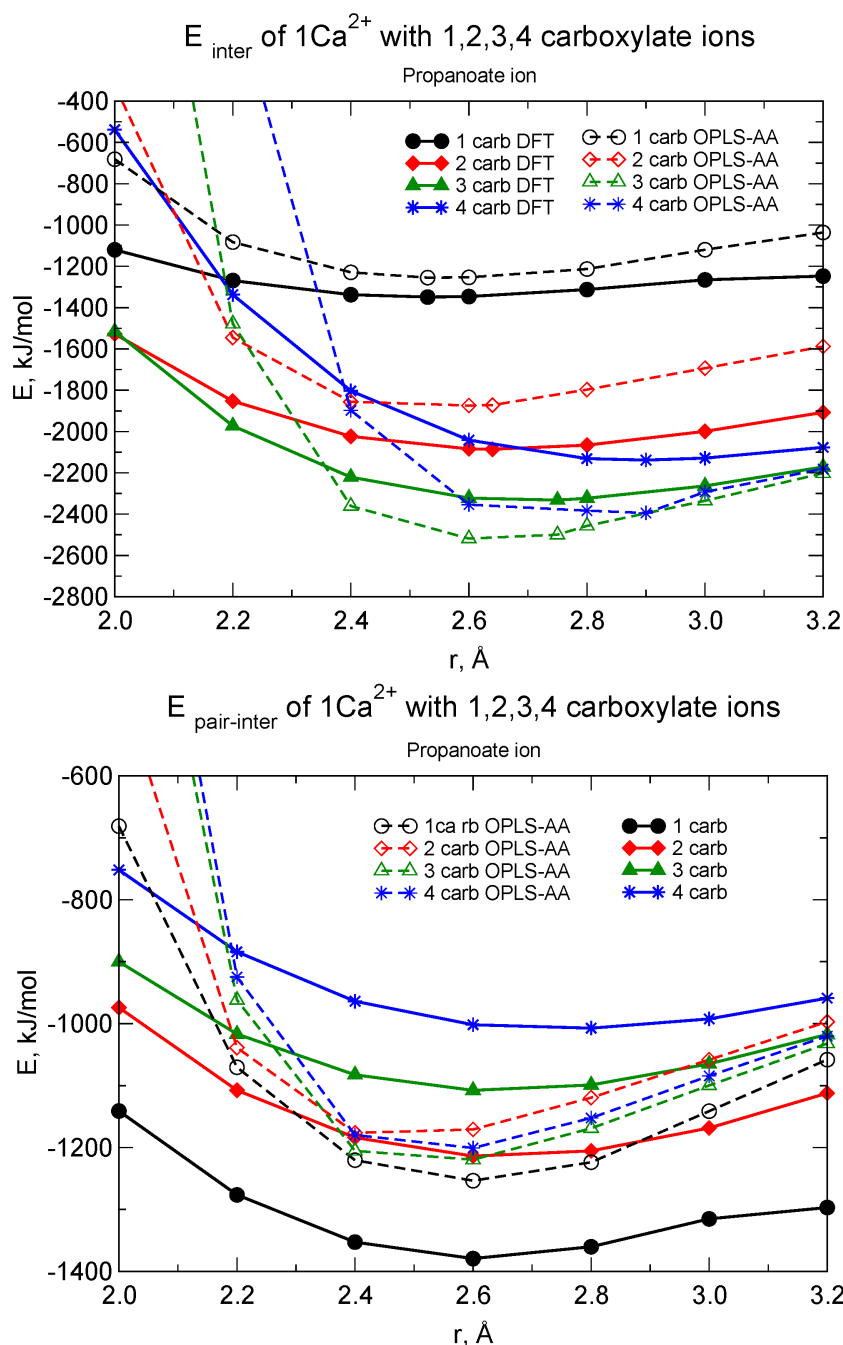 E inter of 1Ca2+ with 1,2,3,4 carboxylate ions
Propanoate ion
-400
-600
-800
-1000
-1200
-1400
-1600
-1800
-2000
-2200
-2400
-2600
-2800
E, kJ/mol
1 carb DFT
2 carb DFT
3 carb DFT
4 carb DFT
1 carb OPLS-AA
2 carb OPLS-AA
3 carb OPLS-AA
4 carb OPLS-AA
2.0 2.2 2.4 2.6 2.8 3.0 3.2
r, Å
E pair-inter of 1Ca2+ with 1,2,3,4 carboxylate ions
Propanoate ion
-600
-800
-1000
-1200
-1400
E, kJ/mol
1ca rb OPLS-AA
2 carb OPLS-AA
3 carb OPLS-AA
4 carb OPLS-AA
1 carb
2 carb
3 carb
4 carb
2.0 2.2 2.4 2.6 2.8 3.0 3.2
r, Å